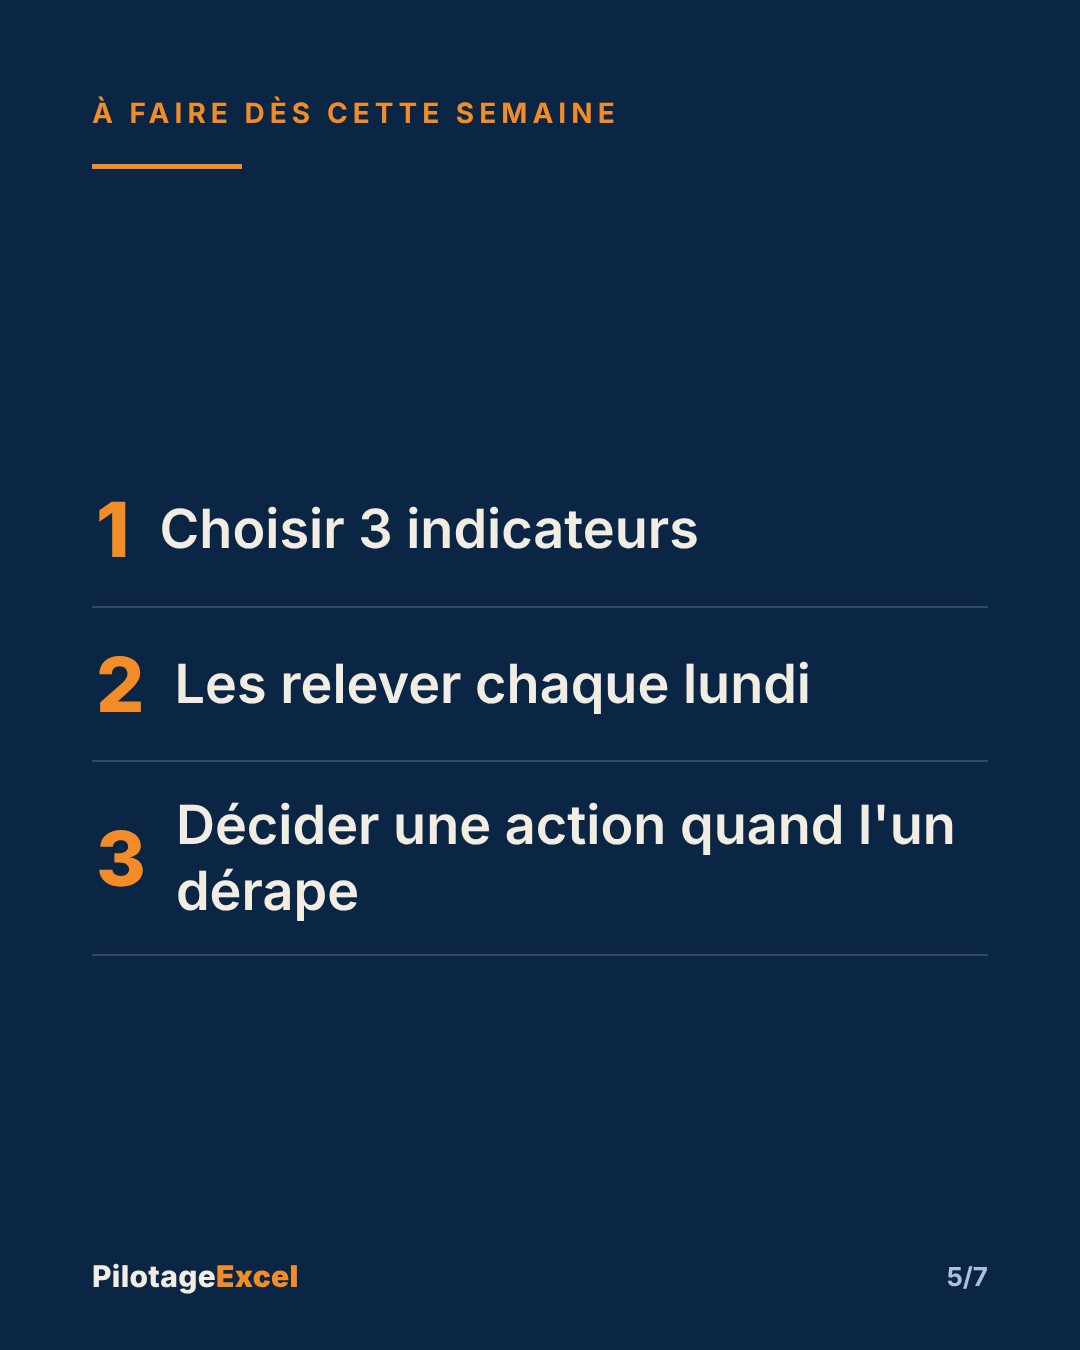 À FAIRE DÈS CETTE SEMAINE
1 Choisir 3 indicateurs
2 Les relever chaque lundi
3 Décider une action quand l'un
dérape
PilotageExcel
5/7